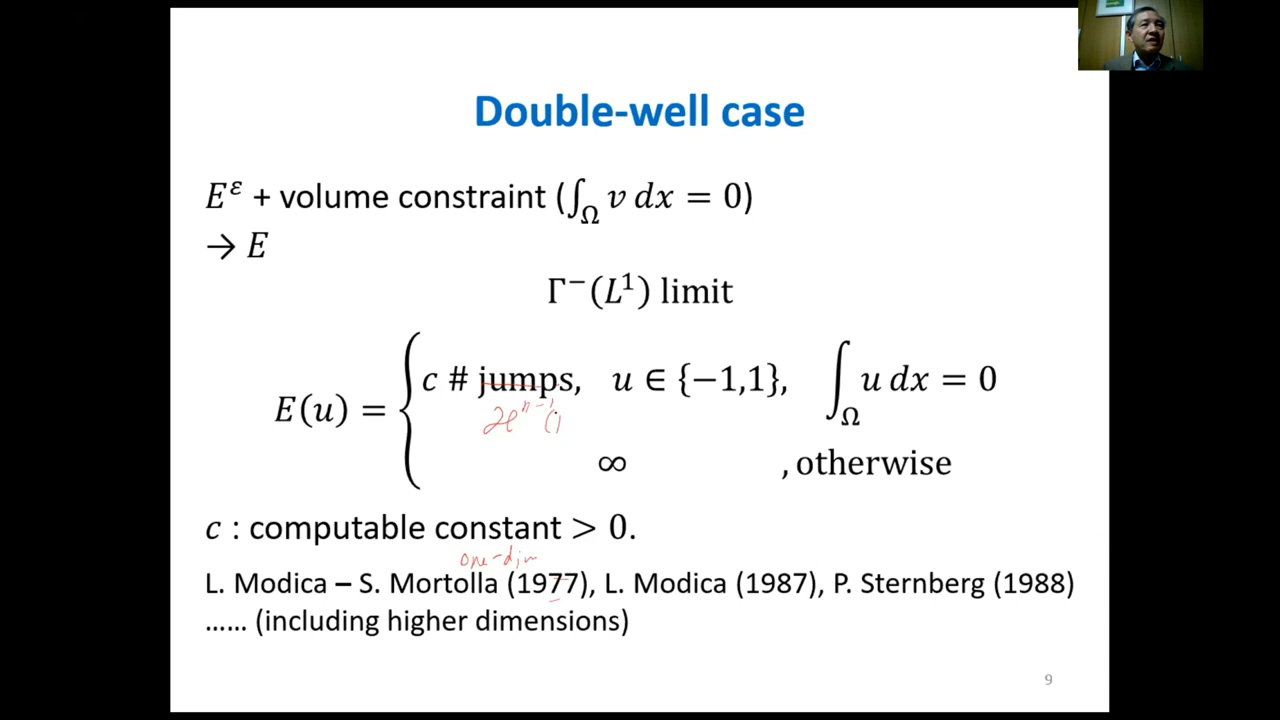 Double-well case
E^ε + volume constraint (∫_Ω v dx = 0)
→ E
Γ⁻(L¹) limit
E(u) = { c # jumps, u ∈ {−1,1}, ∫_Ω u dx = 0
ℋ^{n−1}(
∞ , otherwise
c : computable constant > 0.
one-dim
L. Modica – S. Mortolla (1977), L. Modica (1987), P. Sternberg (1988)
…… (including higher dimensions)
9